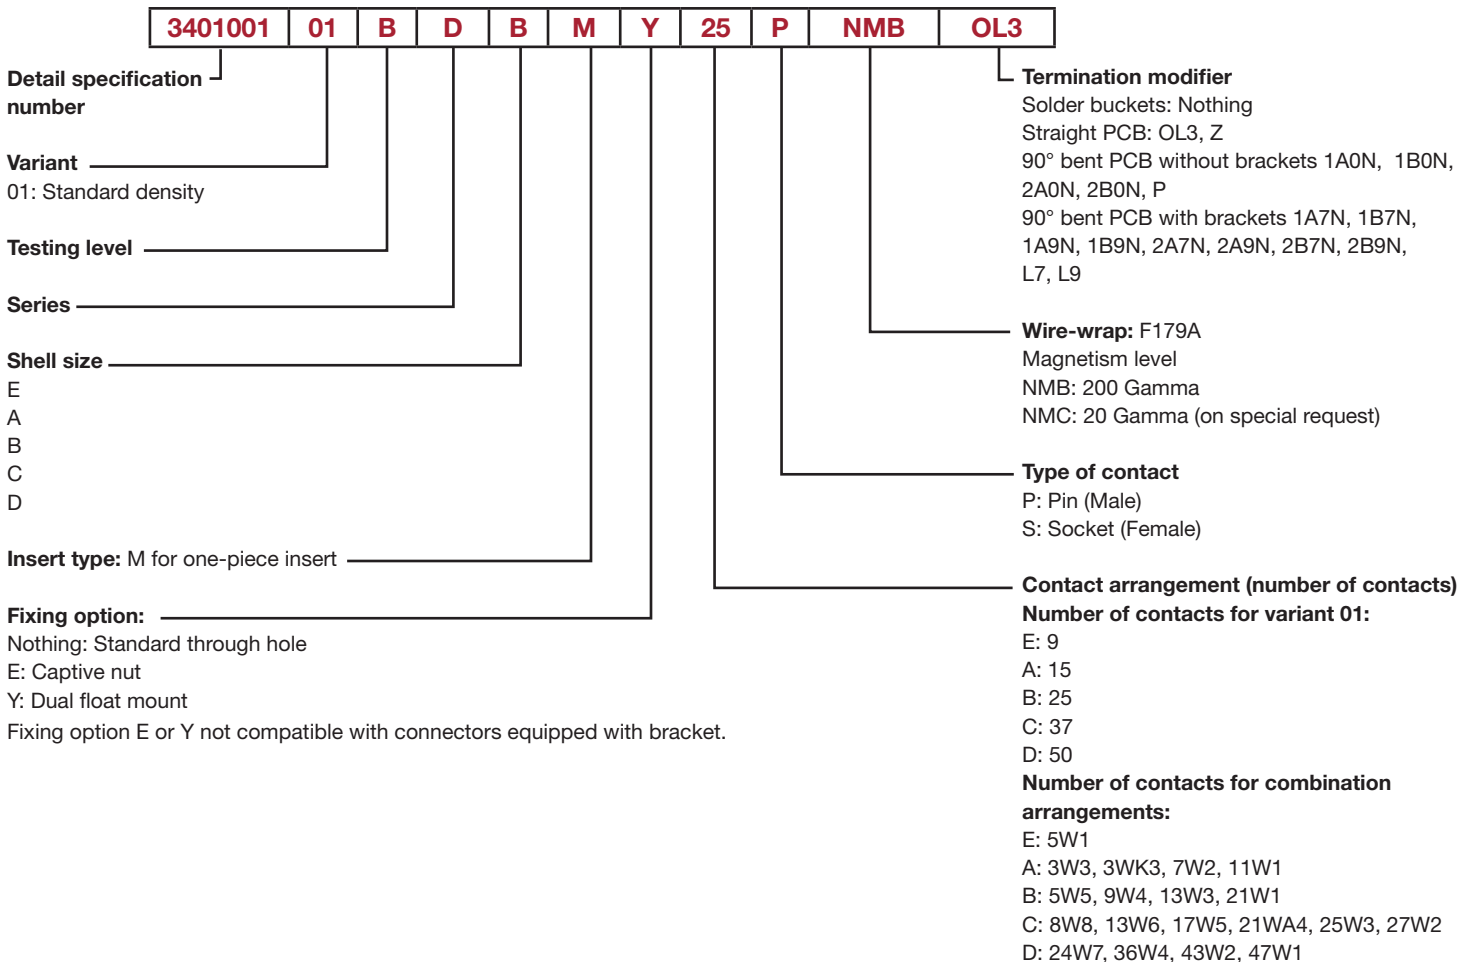 3401001 01 B D B M Y 25 P NMB OL3
Detail specification
number
Variant
01: Standard density
Testing level
Series
Shell size
E
A
B
C
D
Insert type: M for one-piece insert
Fixing option:
Nothing: Standard through hole
E: Captive nut
Y: Dual float mount
Fixing option E or Y not compatible with connectors equipped with bracket.
Termination modifier
Solder buckets: Nothing
Straight PCB: OL3, Z
90° bent PCB without brackets 1A0N, 1B0N,
2A0N, 2B0N, P
90° bent PCB with brackets 1A7N, 1B7N,
1A9N, 1B9N, 2A7N, 2A9N, 2B7N, 2B9N,
L7, L9
Wire-wrap: F179A
Magnetism level
NMB: 200 Gamma
NMC: 20 Gamma (on special request)
Type of contact
P: Pin (Male)
S: Socket (Female)
Contact arrangement (number of contacts)
Number of contacts for variant 01:
E: 9
A: 15
B: 25
C: 37
D: 50
Number of contacts for combination
arrangements:
E: 5W1
A: 3W3, 3WK3, 7W2, 11W1
B: 5W5, 9W4, 13W3, 21W1
C: 8W8, 13W6, 17W5, 21WA4, 25W3, 27W2
D: 24W7, 36W4, 43W2, 47W1